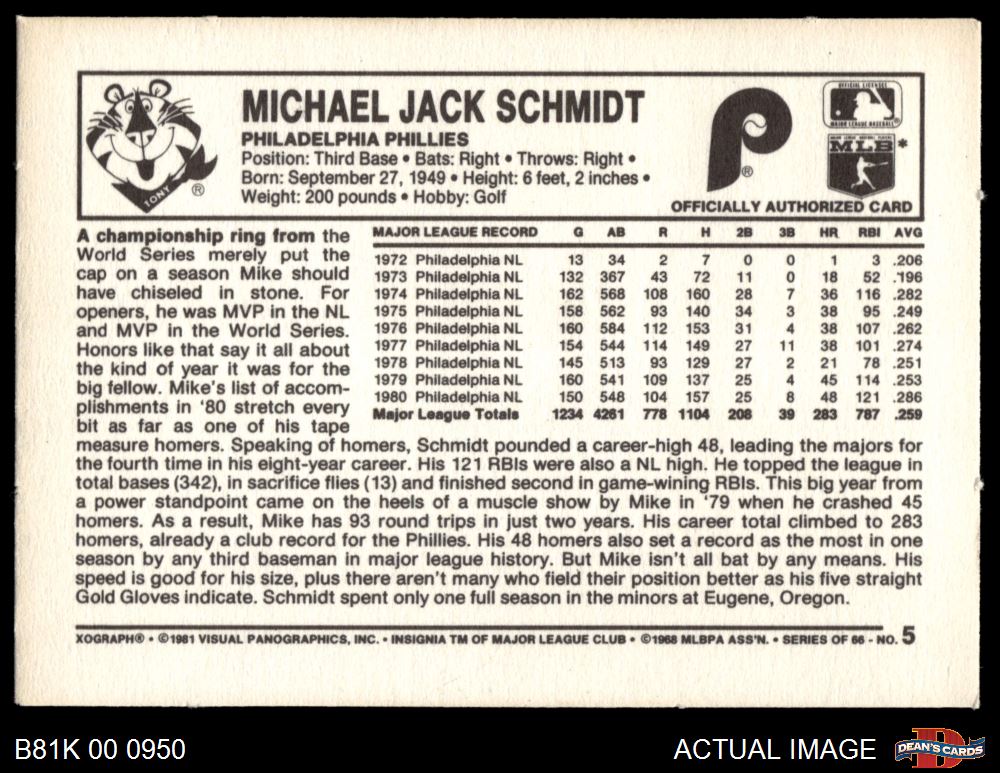 MICHAEL JACK SCHMIDT
PHILADELPHIA PHILLIES
Position: Third Base • Bats: Right • Throws: Right •
Born: September 27, 1949 • Height: 6 feet, 2 inches •
Weight: 200 pounds • Hobby: Golf
TONY
®
P
®
OFFICIAL LICENSEE
MAJOR LEAGUE BASEBALL
MAJOR LEAGUE BASEBALL PLAYERS
MLB *
OFFICIALLY AUTHORIZED CARD
A championship ring from the
World Series merely put the
cap on a season Mike should
have chiseled in stone. For
openers, he was MVP in the NL
and MVP in the World Series.
Honors like that say it all about
the kind of year it was for the
big fellow. Mike's list of accom-
plishments in '80 stretch every
bit as far as one of his tape
MAJOR LEAGUE RECORD G AB R H 2B 3B HR RBI AVG
1972 Philadelphia NL 13 34 2 7 0 0 1 3 .206
1973 Philadelphia NL 132 367 43 72 11 0 18 52 .196
1974 Philadelphia NL 162 568 108 160 28 7 36 116 .282
1975 Philadelphia NL 158 562 93 140 34 3 38 95 .249
1976 Philadelphia NL 160 584 112 153 31 4 38 107 .262
1977 Philadelphia NL 154 544 114 149 27 11 38 101 .274
1978 Philadelphia NL 145 513 93 129 27 2 21 78 .251
1979 Philadelphia NL 160 541 109 137 25 4 45 114 .253
1980 Philadelphia NL 150 548 104 157 25 8 48 121 .286
Major League Totals 1234 4261 778 1104 208 39 283 787 .259
measure homers. Speaking of homers, Schmidt pounded a career-high 48, leading the majors for
the fourth time in his eight-year career. His 121 RBIs were also a NL high. He topped the league in
total bases (342), in sacrifice flies (13) and finished second in game-wining RBIs. This big year from
a power standpoint came on the heels of a muscle show by Mike in '79 when he crashed 45
homers. As a result, Mike has 93 round trips in just two years. His career total climbed to 283
homers, already a club record for the Phillies. His 48 homers also set a record as the most in one
season by any third baseman in major league history. But Mike isn't all bat by any means. His
speed is good for his size, plus there aren't many who field their position better as his five straight
Gold Gloves indicate. Schmidt spent only one full season in the minors at Eugene, Oregon.
XOGRAPH® • ©1981 VISUAL PANOGRAPHICS, INC. • INSIGNIA TM OF MAJOR LEAGUE CLUB • ©1968 MLBPA ASS'N. • SERIES OF 66 - NO. 5
B81K 00 0950
ACTUAL IMAGE
DEAN'S CARDS